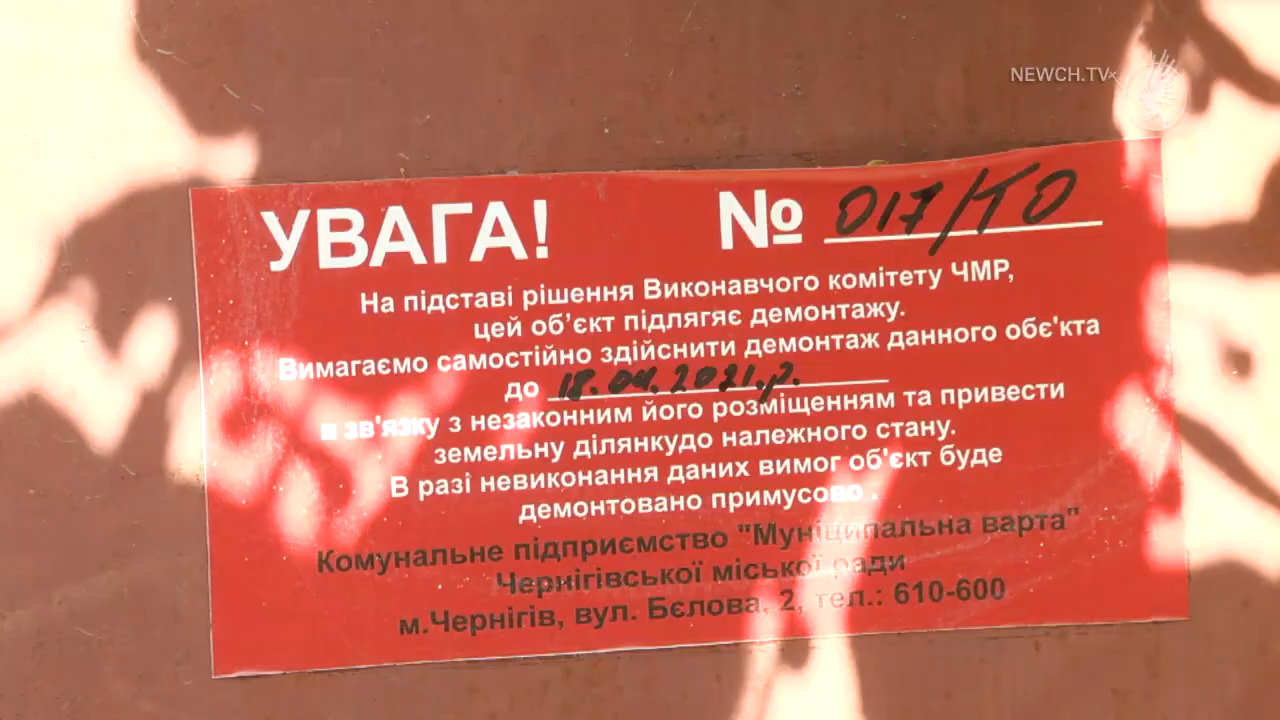 NEWCH.TV
УВАГА! № 017/ТО
На підставі рішення Виконавчого комітету ЧМР,
цей об’єкт підлягяє демонтажу.
Вимагаємо самостійно здійснити демонтаж данного обє'кта
до 18.04.2021.р.
в зв'язку з незаконним його розміщенням та привести
земельну ділянкудо належного стану.
В разі невиконання даних вимог об'єкт буде
демонтовано примусово .
Комунальне підприємство "Муніципальна варта"
Чернігівської міської ради
м.Чернігів, вул. Бєлова, 2, тел.: 610-600